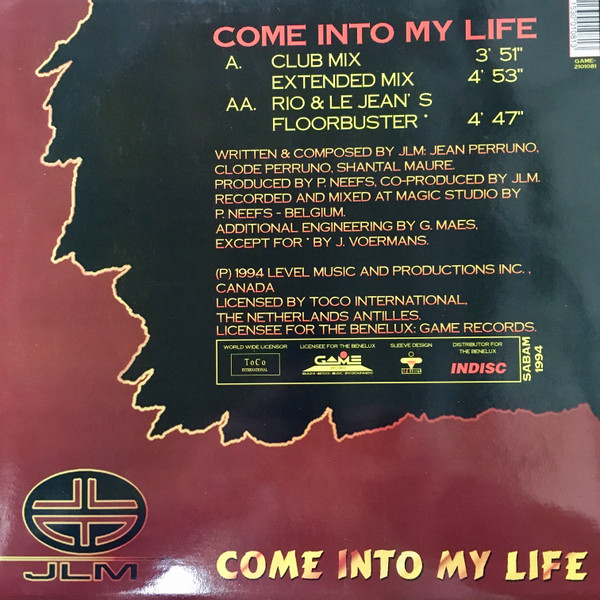 COME INTO MY LIFE
A. CLUB MIX 3' 51"
EXTENDED MIX 4' 53"
AA. RIO & LE JEAN' S
FLOORBUSTER * 4' 47"
WRITTEN & COMPOSED BY JLM: JEAN PERRUNO,
CLODE PERRUNO, SHANTAL MAURE.
PRODUCED BY P. NEEFS, CO-PRODUCED BY JLM.
RECORDED AND MIXED AT MAGIC STUDIO BY
P. NEEFS - BELGIUM.
ADDITIONAL ENGINEERING BY G. MAES,
EXCEPT FOR * BY J. VOERMANS.
(P) 1994 LEVEL MUSIC AND PRODUCTIONS INC. ,
CANADA
LICENSED BY TOCO INTERNATIONAL,
THE NETHERLANDS ANTILLES.
LICENSEE FOR THE BENELUX: GAME RECORDS.
WORLD WIDE LICENSOR
ToCo
INTERNATIONAL
LICENSEE FOR THE BENELUX
GAME
SLEEVE DESIGN
DISTRIBUTOR FOR
THE BENELUX
INDISC
SABAM
1994
GAME-
2101081
JLM
COME INTO MY LIFE